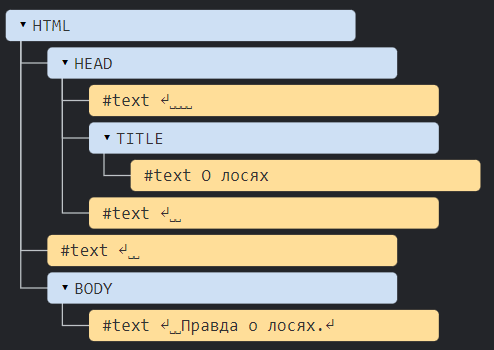 ▾ HTML
▾ HEAD
#text ↵␣␣␣␣
▾ TITLE
#text О лосях
#text ↵␣␣
#text ↵␣␣
▾ BODY
#text ↵␣␣Правда о лосях.↵